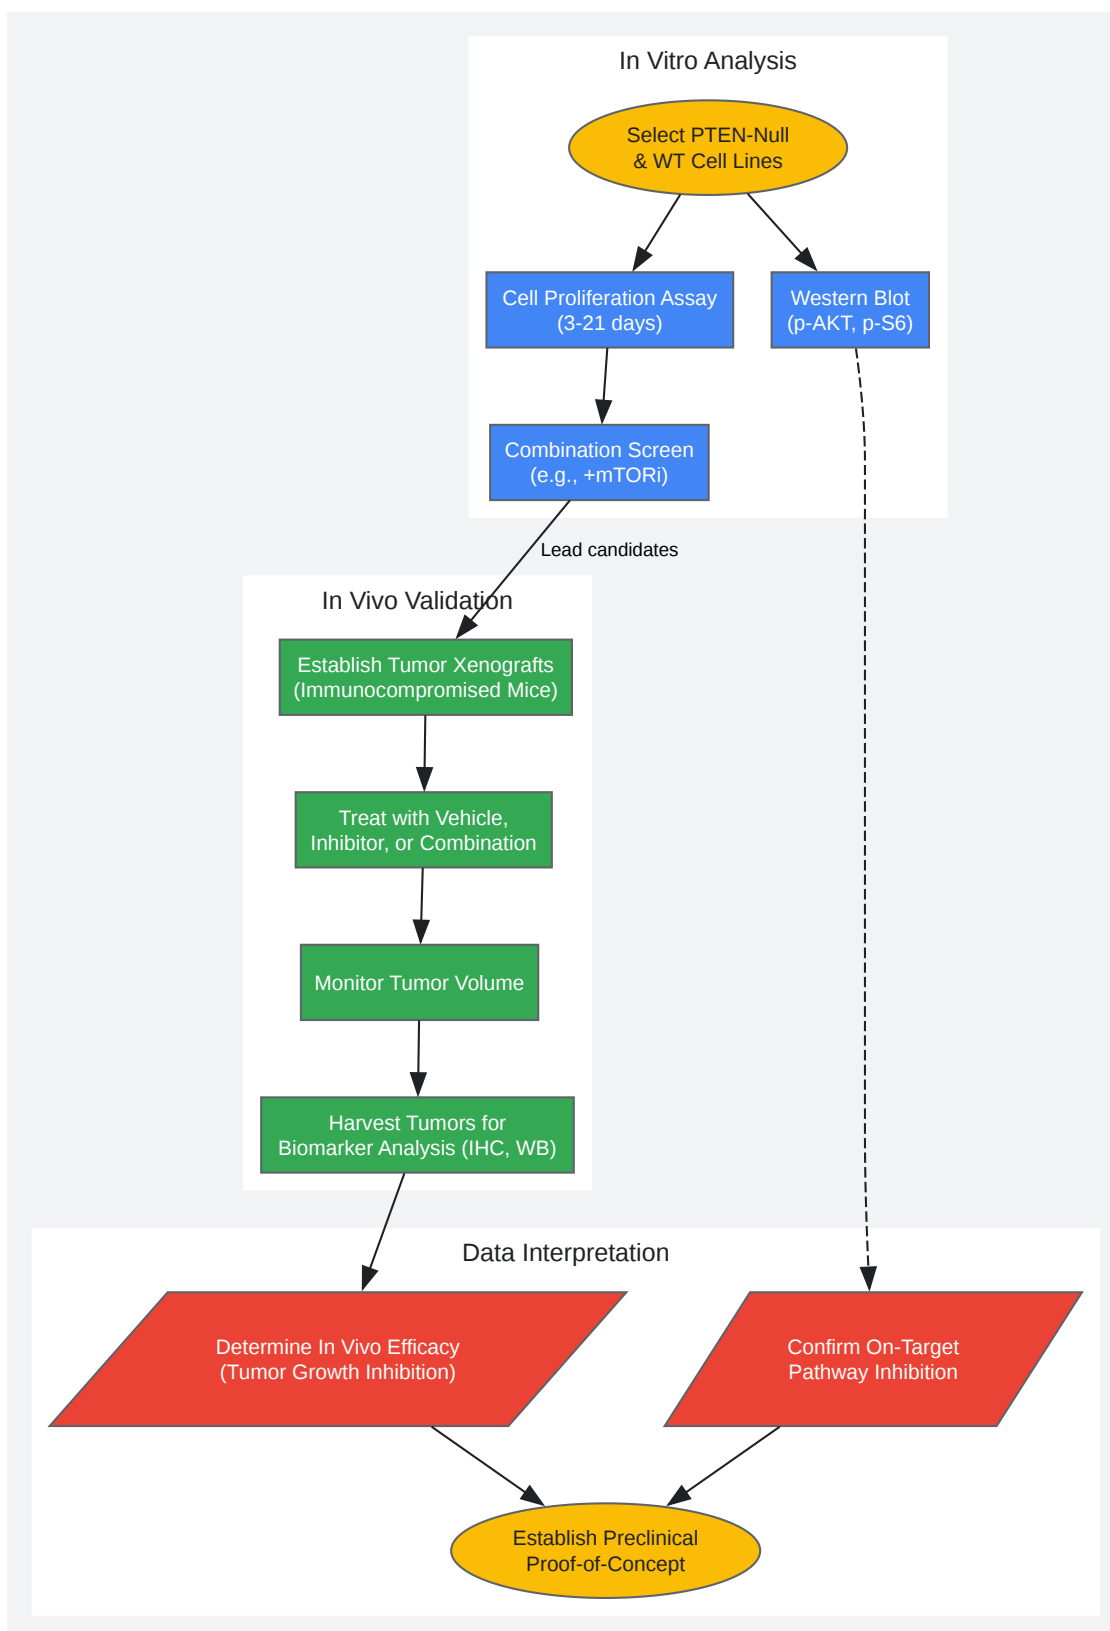 In Vitro Analysis
Select PTEN-Null
& WT Cell Lines
Cell Proliferation Assay
(3-21 days)
Western Blot
(p-AKT, p-S6)
Combination Screen
(e.g., +mTORi)
Lead candidates
In Vivo Validation
Establish Tumor Xenografts
(Immunocompromised Mice)
Treat with Vehicle,
Inhibitor, or Combination
Monitor Tumor Volume
Harvest Tumors for
Biomarker Analysis (IHC, WB)
Data Interpretation
Determine In Vivo Efficacy
(Tumor Growth Inhibition)
Confirm On-Target
Pathway Inhibition
Establish Preclinical
Proof-of-Concept